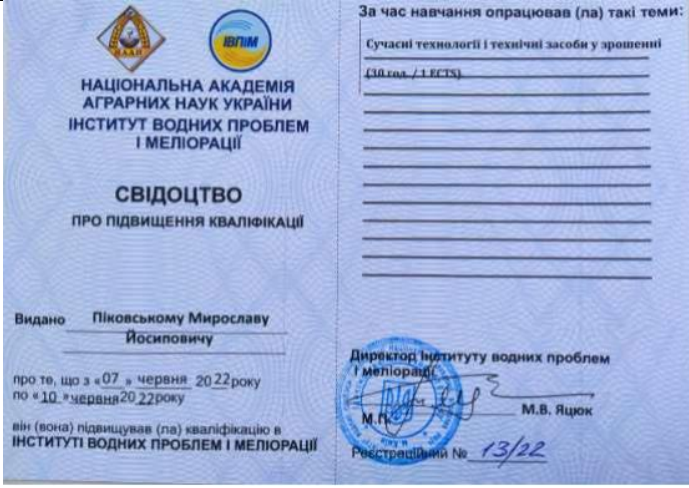 НААН
ІВПІМ
НАЦІОНАЛЬНА АКАДЕМІЯ
АГРАРНИХ НАУК УКРАЇНИ
ІНСТИТУТ ВОДНИХ ПРОБЛЕМ
І МЕЛІОРАЦІЇ
СВІДОЦТВО
ПРО ПІДВИЩЕННЯ КВАЛІФІКАЦІЇ
Видано Піковському Мирославу
Йосиповичу
про те, що з «07» червня 2022 року
по «10» червня 2022 року
він (вона) підвищував (ла) кваліфікацію в
ІНСТИТУТІ ВОДНИХ ПРОБЛЕМ І МЕЛІОРАЦІЇ
За час навчання опрацював (ла) такі теми:
Сучасні технології і технічні засоби у зрошенні
(30 год. / 1 ECTS)
Директор Інституту водних проблем
і меліорації
М.П.
М.В. Яцюк
Реєстраційний № 13/22